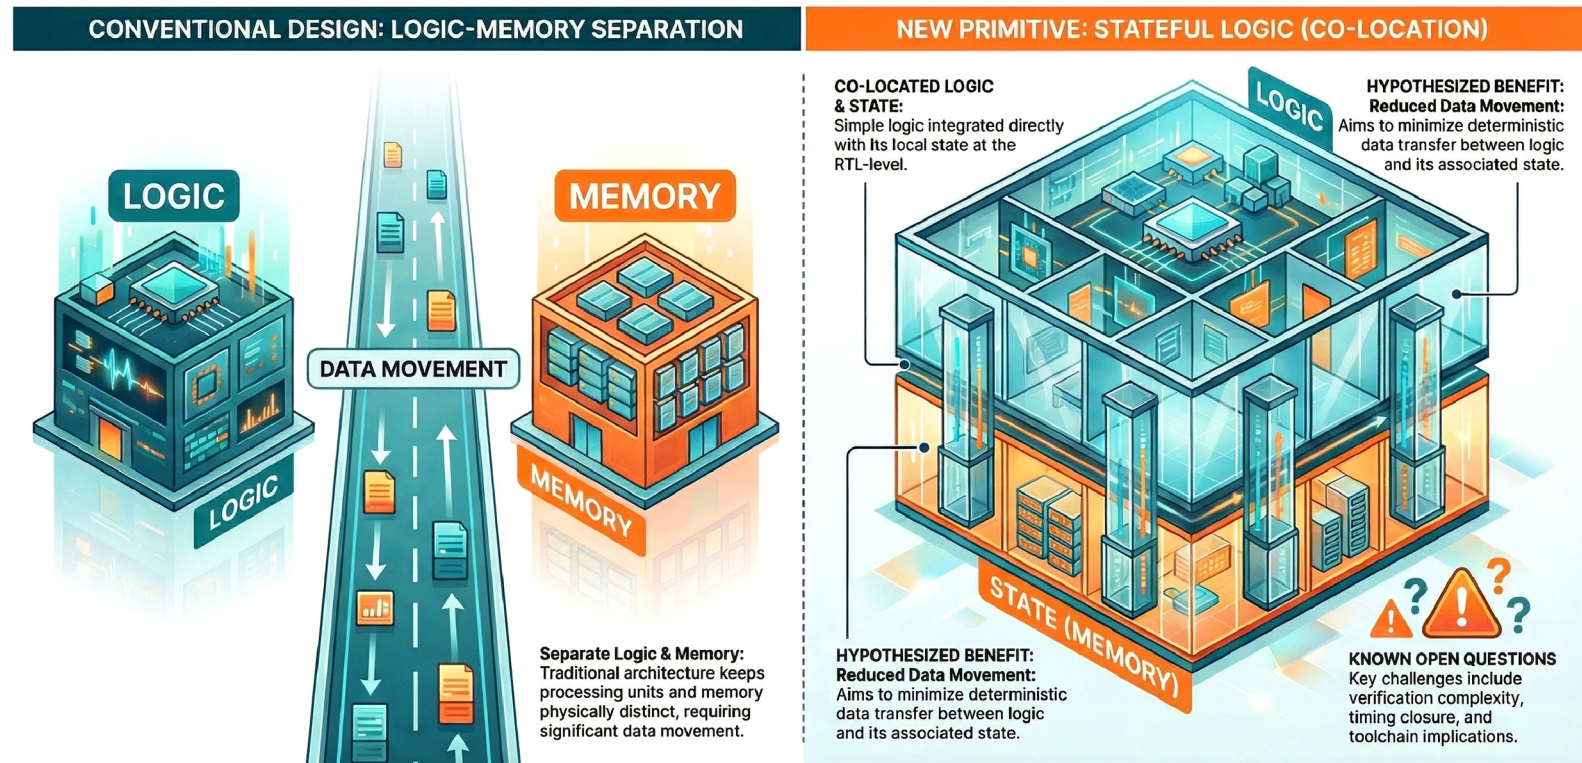 CONVENTIONAL DESIGN: LOGIC-MEMORY SEPARATION
LOGIC
MEMORY
DATA MOVEMENT
LOGIC
MEMORY
Separate Logic & Memory:
Traditional architecture keeps
processing units and memory
physically distinct, requiring
significant data movement.
NEW PRIMITIVE: STATEFUL LOGIC (CO-LOCATION)
CO-LOCATED LOGIC
& STATE:
Simple logic integrated directly
with its local state at the
RTL-level.
LOGIC
HYPOTHESIZED BENEFIT:
Reduced Data Movement:
Aims to minimize deterministic
data transfer between logic
and its associated state.
STATE (MEMORY)
HYPOTHESIZED BENEFIT:
Reduced Data Movement:
Aims to minimize deterministic
data transfer between logic
and its associated state.
? ! ! ? ?
KNOWN OPEN QUESTIONS
Key challenges include
verification complexity,
timing closure, and
toolchain implications.